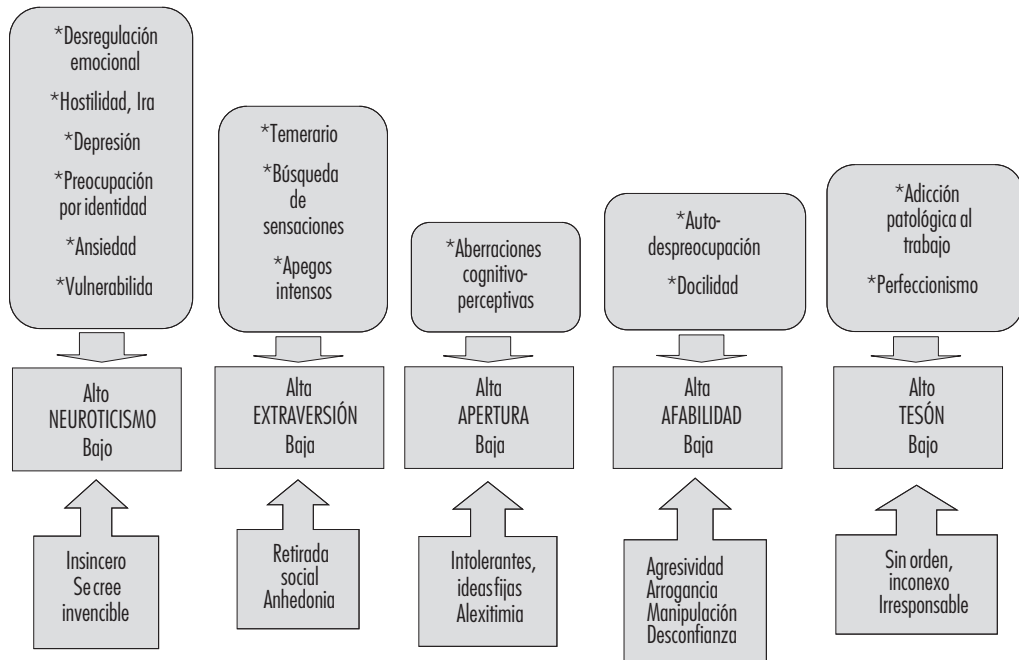 *Desregulación
emocional
*Hostilidad, Ira
*Depresión
*Preocupación
por identidad
*Ansiedad
*Vulnerabilida
*Temerario
*Búsqueda
de
sensaciones
*Apegos
intensos
*Aberraciones
cognitivo-
perceptivas
*Auto-
despreocupación
*Docilidad
*Adicción
patológica al
trabajo
*Perfeccionismo
Alto
NEUROTICISMO
Bajo
Alta
EXTRAVERSIÓN
Baja
Alta
APERTURA
Baja
Alta
AFABILIDAD
Baja
Alto
TESÓN
Bajo
Insincero
Se cree
invencible
Retirada
social
Anhedonia
Intolerantes,
ideas fijas
Alexitimia
Agresividad
Arrogancia
Manipulación
Desconfianza
Sin orden,
inconexo
Irresponsable